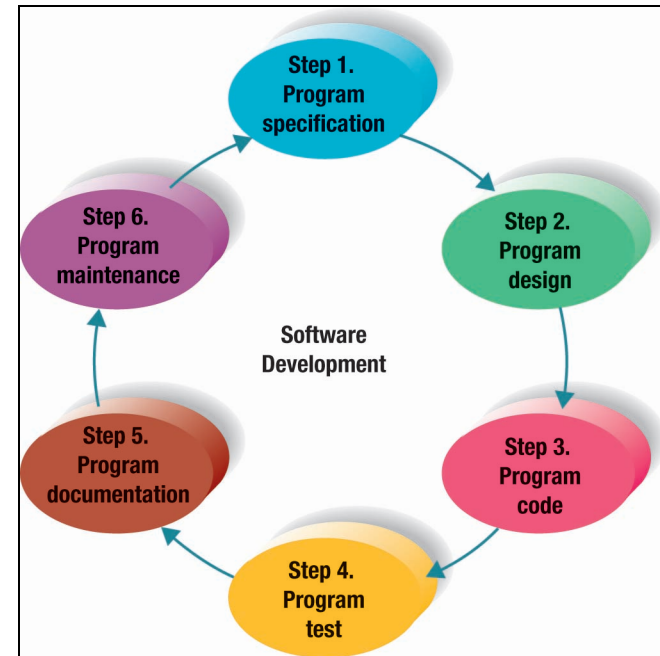 Step 1.
Program
specification
Step 2.
Program
design
Step 3.
Program
code
Step 4.
Program
test
Step 5.
Program
documentation
Step 6.
Program
maintenance
Software
Development